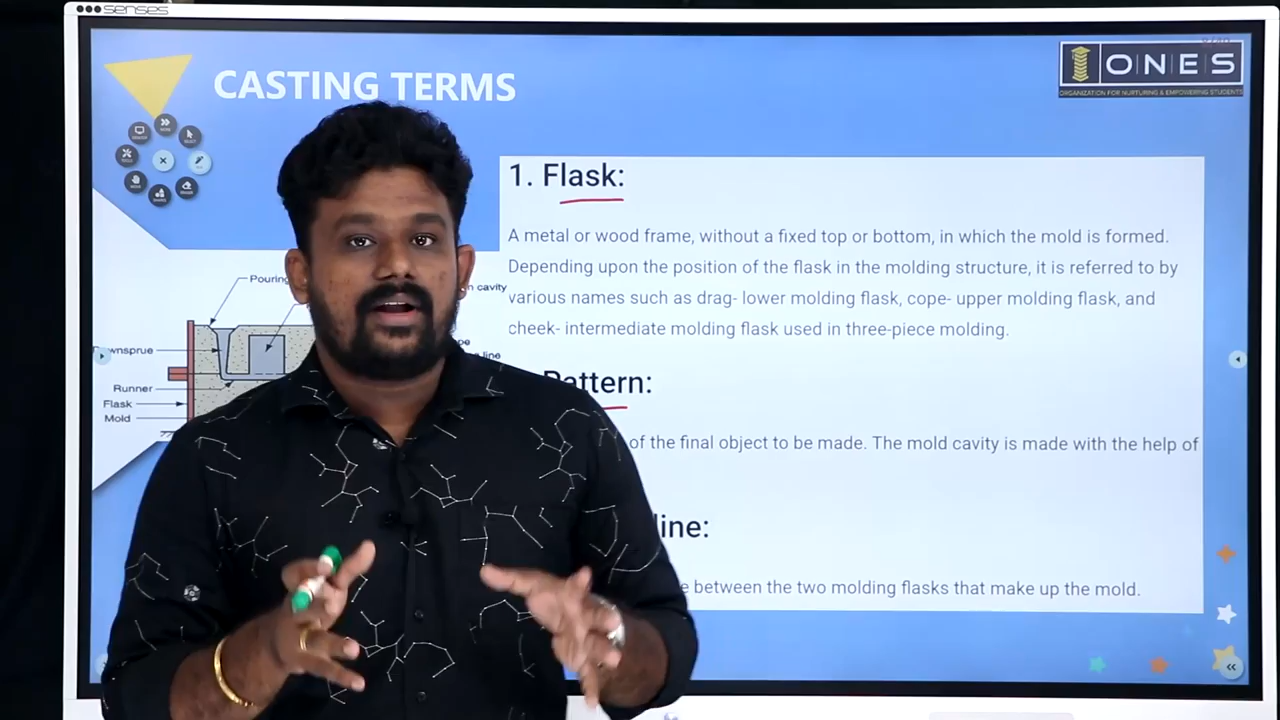 senses
CASTING TERMS
ONES
ORGANIZATION FOR NURTURING & EMPOWERING STUDENTS
1. Flask:
A metal or wood frame, without a fixed top or bottom, in which the mold is formed.
Depending upon the position of the flask in the molding structure, it is referred to by
various names such as drag- lower molding flask, cope- upper molding flask, and
cheek- intermediate molding flask used in three-piece molding.
Pattern:
of the final object to be made. The mold cavity is made with the help of
line:
between the two molding flasks that make up the mold.
Pouring
cavity
line
Runner
Flask
Mold